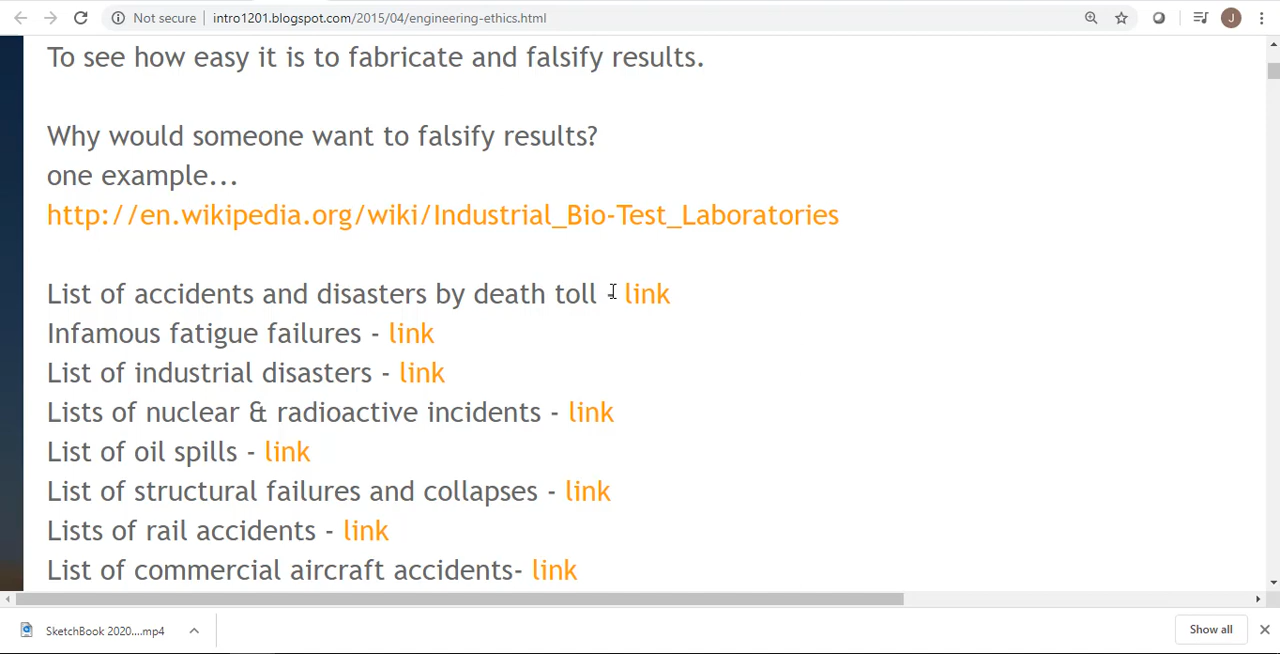 Not secure intro1201.blogspot.com/2015/04/engineering-ethics.html J
To see how easy it is to fabricate and falsify results.
Why would someone want to falsify results?
one example...
http://en.wikipedia.org/wiki/Industrial_Bio-Test_Laboratories
List of accidents and disasters by death toll - link
Infamous fatigue failures - link
List of industrial disasters - link
Lists of nuclear & radioactive incidents - link
List of oil spills - link
List of structural failures and collapses - link
Lists of rail accidents - link
List of commercial aircraft accidents- link
SketchBook 2020....mp4 Show all